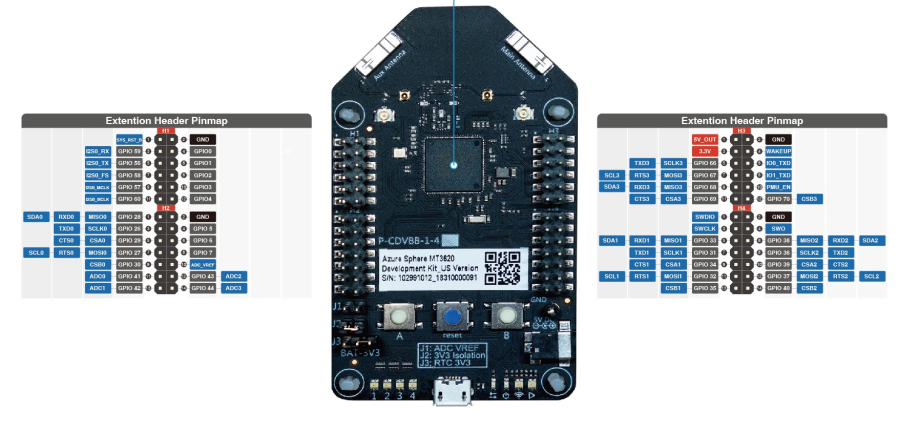 Extention Header Pinmap
H1
SYS_RST_N GND
I2S0_RX GPIO 59 GPIO0
I2S0_TX GPIO 56 GPIO1
I2S0_FS GPIO 58 GPIO2
I2S0_MCLK GPIO 57 GPIO3
I2S0_BCLK GPIO 60
H2
SDA0 RXD0 MISO0 GPIO 28 GND
TXD0 SCLK0 GPIO 26 GPIO 5
CTS0 CSA0 GPIO 29 GPIO 6
SCL0 RTS0 MOSI0 GPIO 27 GPIO 7
CSB0 GPIO 30 ADC_VREF
ADC0 GPIO 41 GPIO 43 ADC2
ADC1 GPIO 42 GPIO 44 ADC3
Aux Antenna
Main Antenna
H1
H3
P-CDVBB-1-4
Azure Sphere MT3620
Development Kit_US Version
S/N: 102991012_18310000091
J1
J2
J3
BAT-3V3
GND
A
reset
B
J1: ADC VREF
J2: 3V3 Isolation
J3: RTC 3V3
1 2 3 4
Extention Header Pinmap
H3
5V_OUT GND
3.3V WAKEUP
TXD3 SCLK3 GPIO 66 IO0_TXD
SCL3 RTS3 MOSI3 GPIO 67 IO1_TXD
SDA3 RXD3 MISO3 GPIO 68 PMU_EN
CTS3 CSA3 GPIO 69 GPIO 70 CSB3
H4
SWDIO GND
SWCLK SWO
SDA1 RXD1 MISO1 GPIO 33 GPIO 38 MISO2 RXD2 SDA2
TXD1 SCLK1 GPIO 31 GPIO 36 SCLK2 TXD2
CTS1 CSA1 GPIO 34 GPIO 39 CSA2 CTS2
SCL1 RTS1 MOSI1 GPIO 32 GPIO 37 MOSI2 RTS2 SCL2
CSB1 GPIO 35 GPIO 40 CSB2